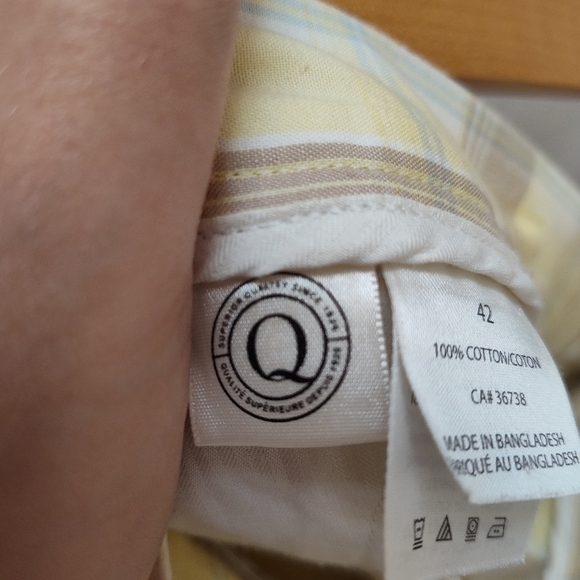 SUPERIOR QUALITY SINCE 1926
Q
QUALITÉ SUPÉRIEURE DEPUIS 1926
42
100% COTTON/COTON
CA# 36738
MADE IN BANGLADESH
AU BANGLADESH